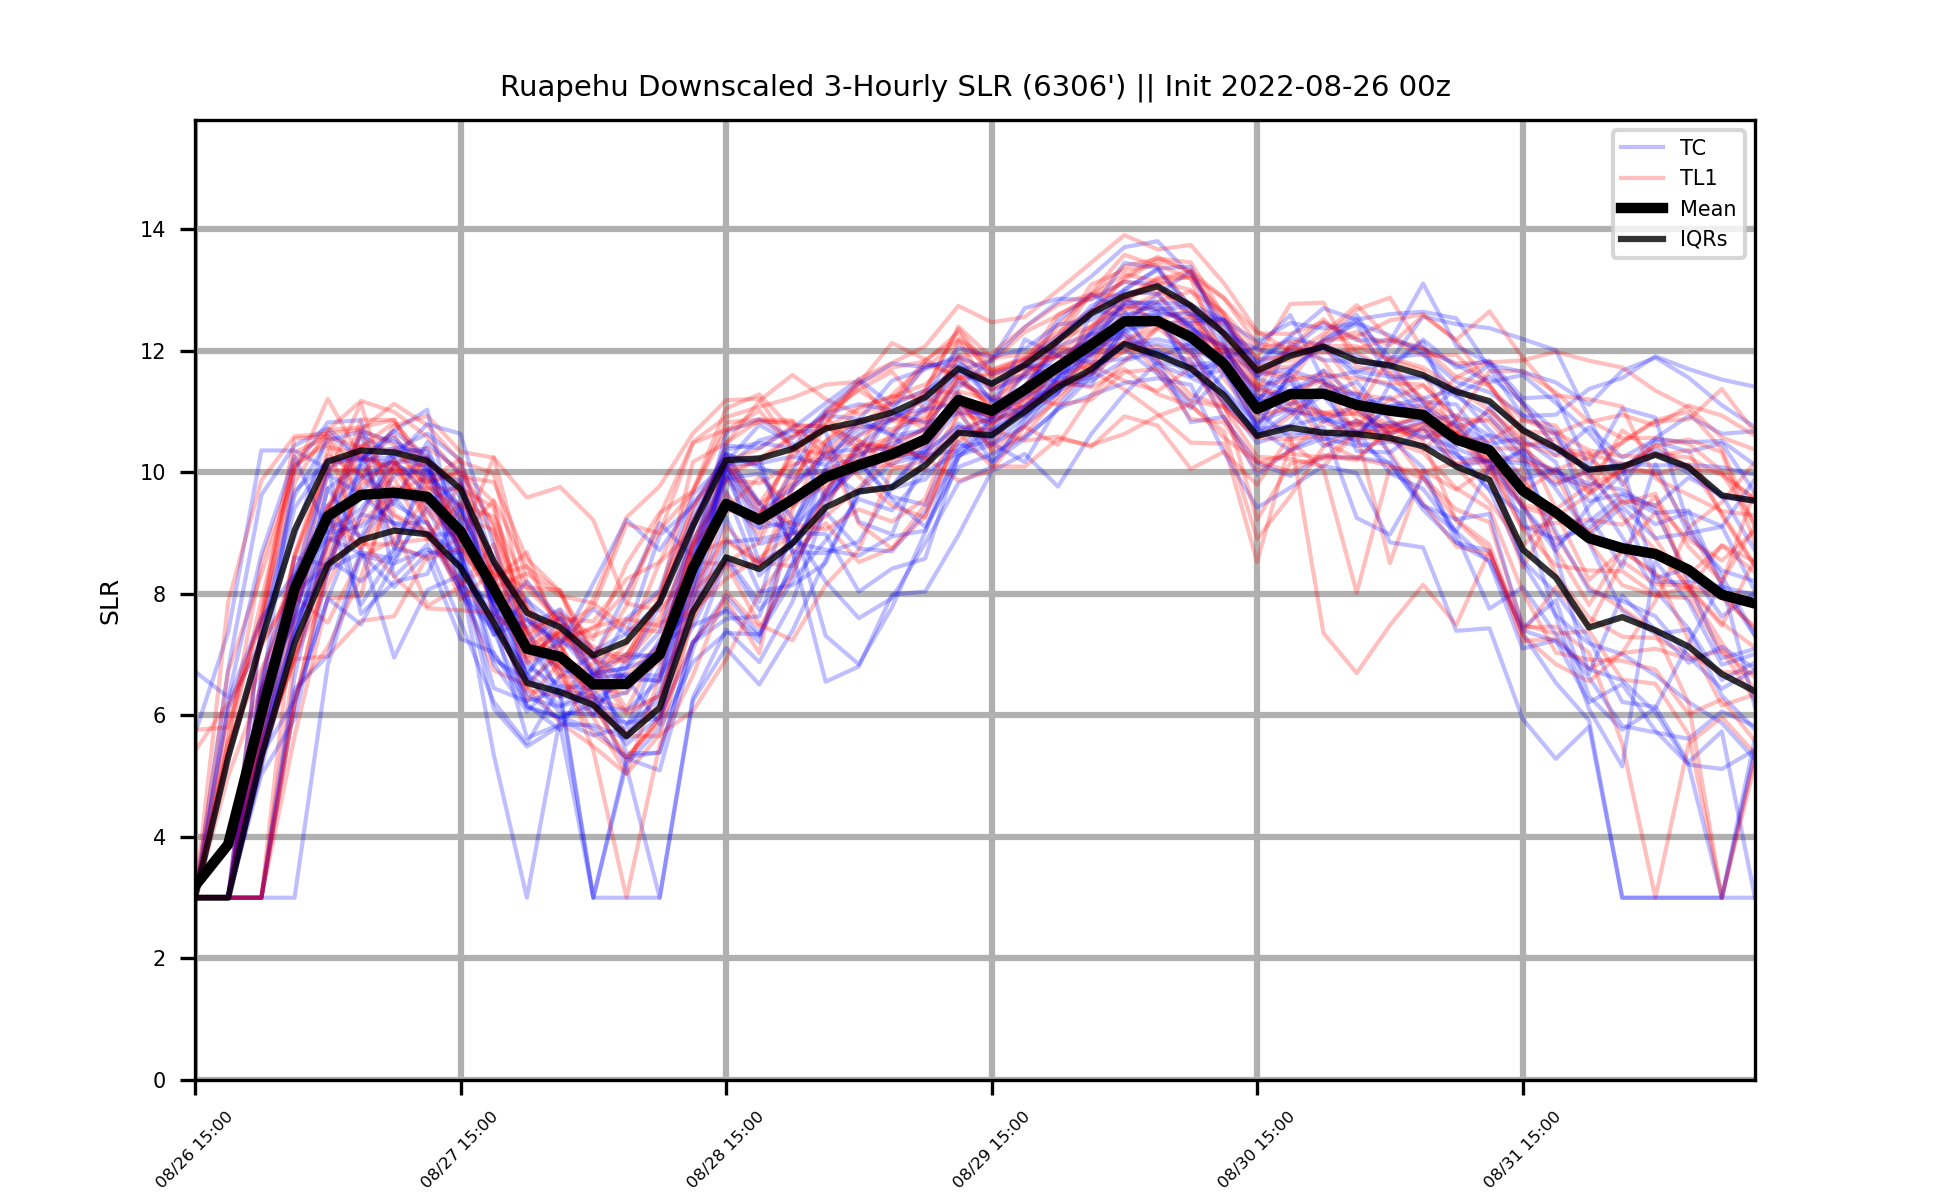 Ruapehu Downscaled 3-Hourly SLR (6306') || Init 2022-08-26 00z
TC
TL1
Mean
IQRs
SLR
14
12
10
8
6
4
2
0
08/26 15:00
08/27 15:00
08/28 15:00
08/29 15:00
08/30 15:00
08/31 15:00